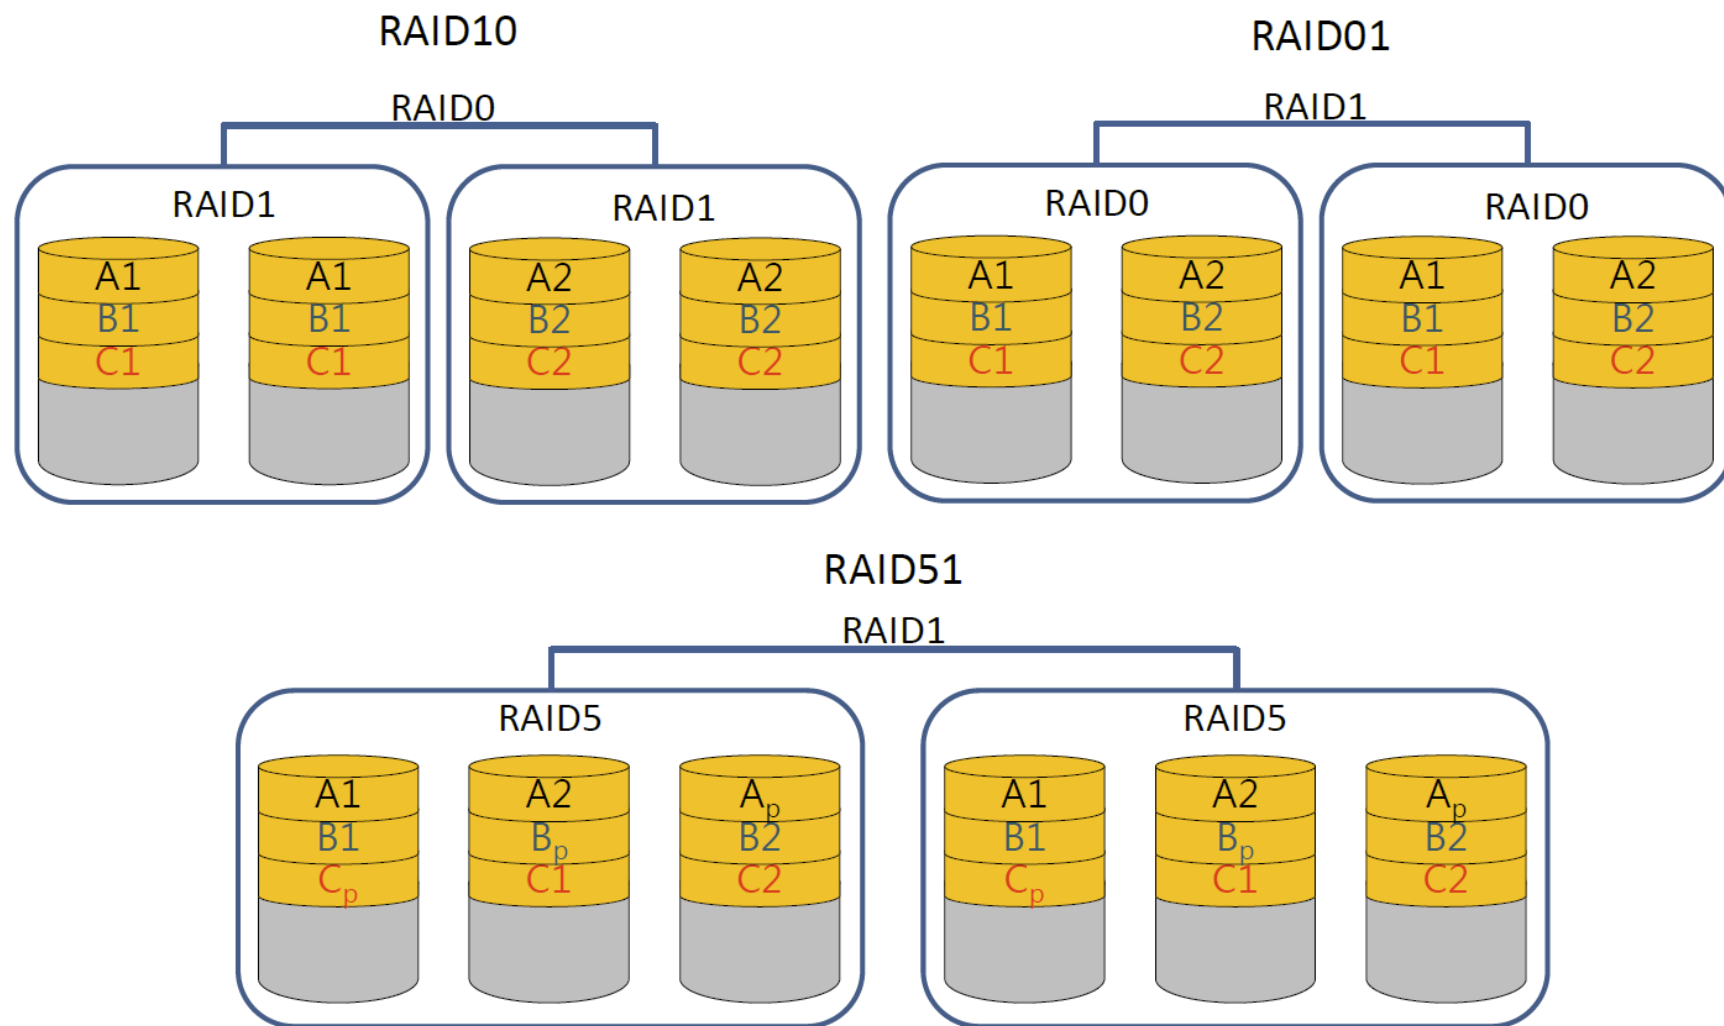 RAID10
RAID0
RAID1 RAID1
A1 A1 A2 A2
B1 B1 B2 B2
C1 C1 C2 C2
RAID01
RAID1
RAID0 RAID0
A1 A2 A1 A2
B1 B2 B1 B2
C1 C2 C1 C2
RAID51
RAID1
RAID5 RAID5
A1 A2 Ap A1 A2 Ap
B1 Bp B2 B1 Bp B2
Cp C1 C2 Cp C1 C2